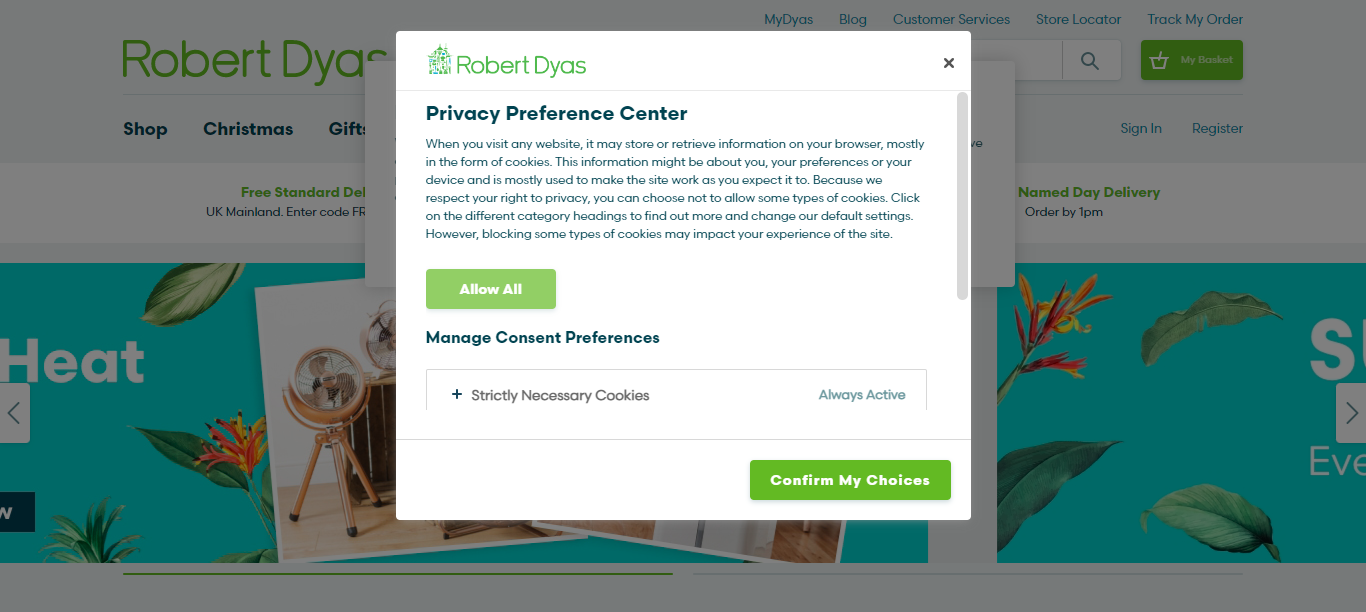 MyDyas Blog Customer Services Store Locator Track My Order
Robert Dyas
My Basket
Shop Christmas Gifts
Sign In Register
Free Standard Del
UK Mainland. Enter code FR
Named Day Delivery
Order by 1pm
Heat
Robert Dyas
Privacy Preference Center
When you visit any website, it may store or retrieve information on your browser, mostly
in the form of cookies. This information might be about you, your preferences or your
device and is mostly used to make the site work as you expect it to. Because we
respect your right to privacy, you can choose not to allow some types of cookies. Click
on the different category headings to find out more and change our default settings.
However, blocking some types of cookies may impact your experience of the site.
Allow All
Manage Consent Preferences
+ Strictly Necessary Cookies Always Active
Confirm My Choices